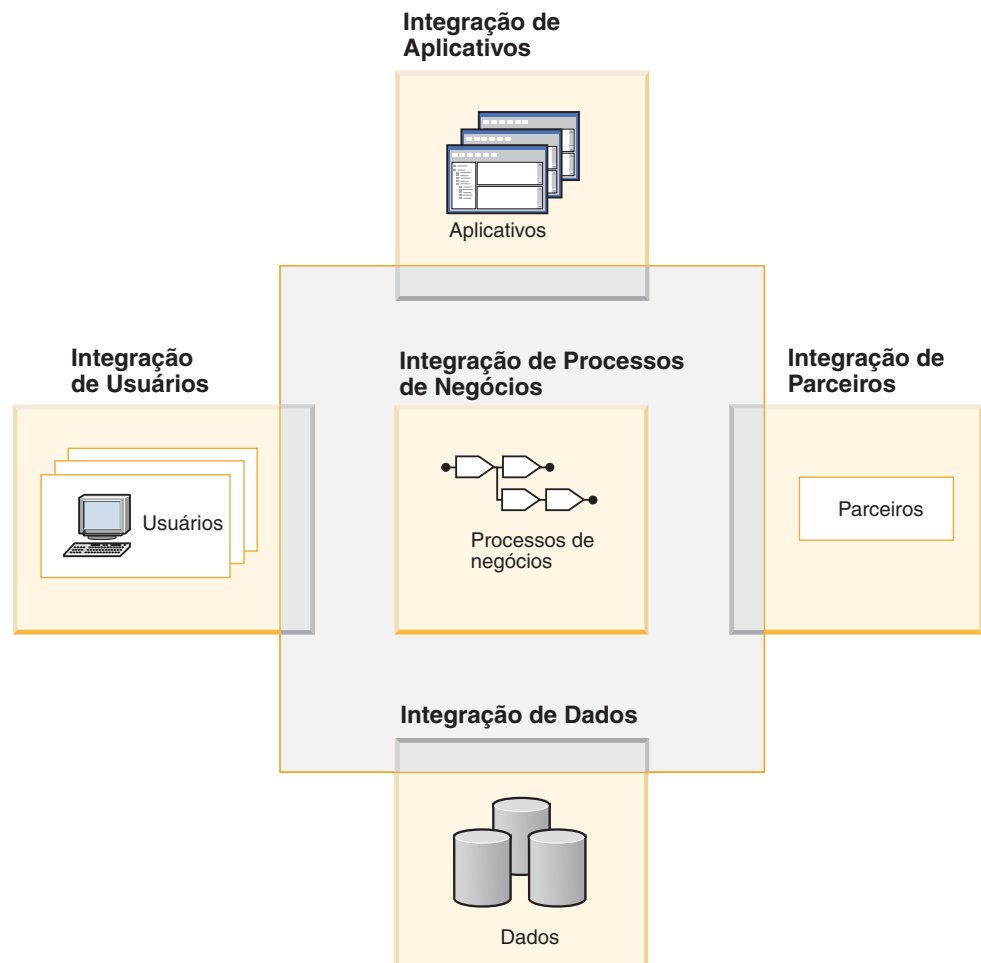 Integração de
Aplicativos
Aplicativos
Integração
de Usuários
Usuários
Integração de Processos
de Negócios
Processos de
negócios
Integração de
Parceiros
Parceiros
Integração de Dados
Dados